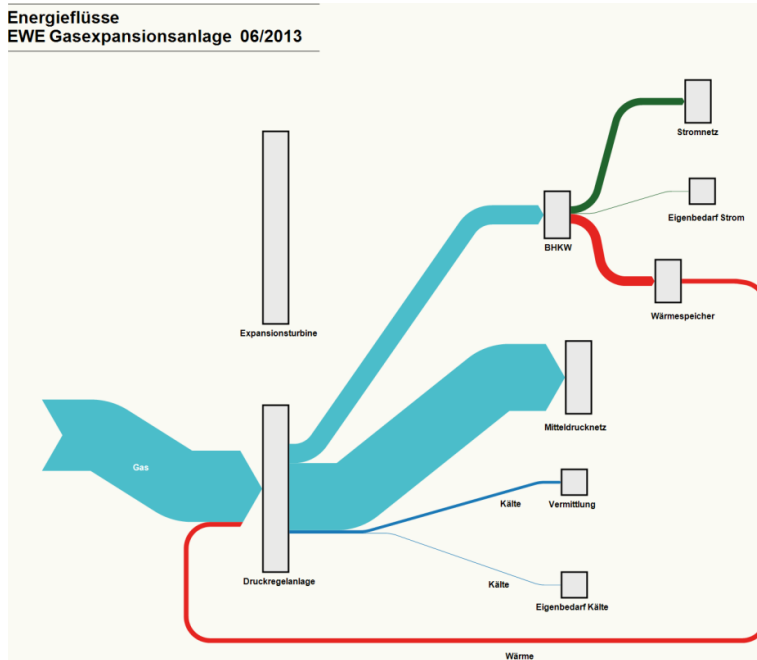 Energieflüsse
EWE Gasexpansionsanlage 06/2013
Stromnetz
Eigenbedarf Strom
BHKW
Wärmespeicher
Expansionsturbine
Mitteldrucknetz
Gas
Kälte
Vermittlung
Druckregelanlage
Kälte
Eigenbedarf Kälte
Wärme